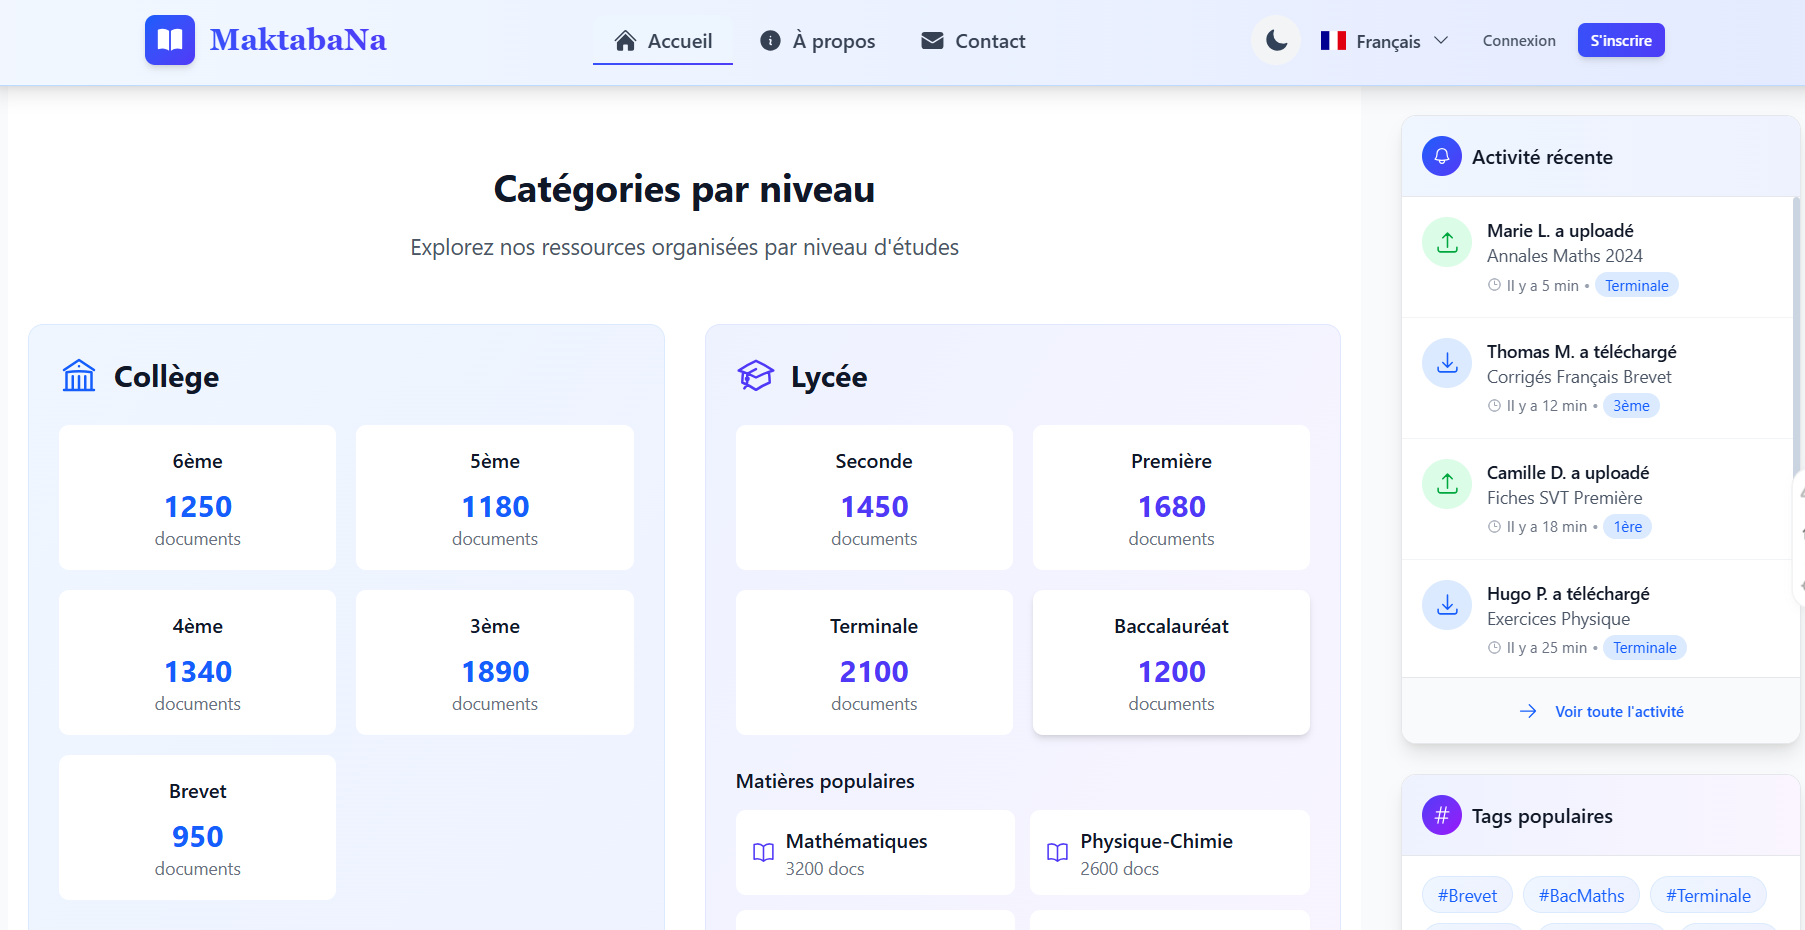 MaktabaNa
Accueil
À propos
Contact
Français
Connexion
S'inscrire
Catégories par niveau
Explorez nos ressources organisées par niveau d'études
Collège
6ème
1250
documents
5ème
1180
documents
4ème
1340
documents
3ème
1890
documents
Brevet
950
documents
Lycée
Seconde
1450
documents
Première
1680
documents
Terminale
2100
documents
Baccalauréat
1200
documents
Matières populaires
Mathématiques
3200 docs
Physique-Chimie
2600 docs
Activité récente
Marie L. a uploadé
Annales Maths 2024
Il y a 5 min • Terminale
Thomas M. a téléchargé
Corrigés Français Brevet
Il y a 12 min • 3ème
Camille D. a uploadé
Fiches SVT Première
Il y a 18 min • 1ère
Hugo P. a téléchargé
Exercices Physique
Il y a 25 min • Terminale
Voir toute l'activité
# Tags populaires
#Brevet
#BacMaths
#Terminale